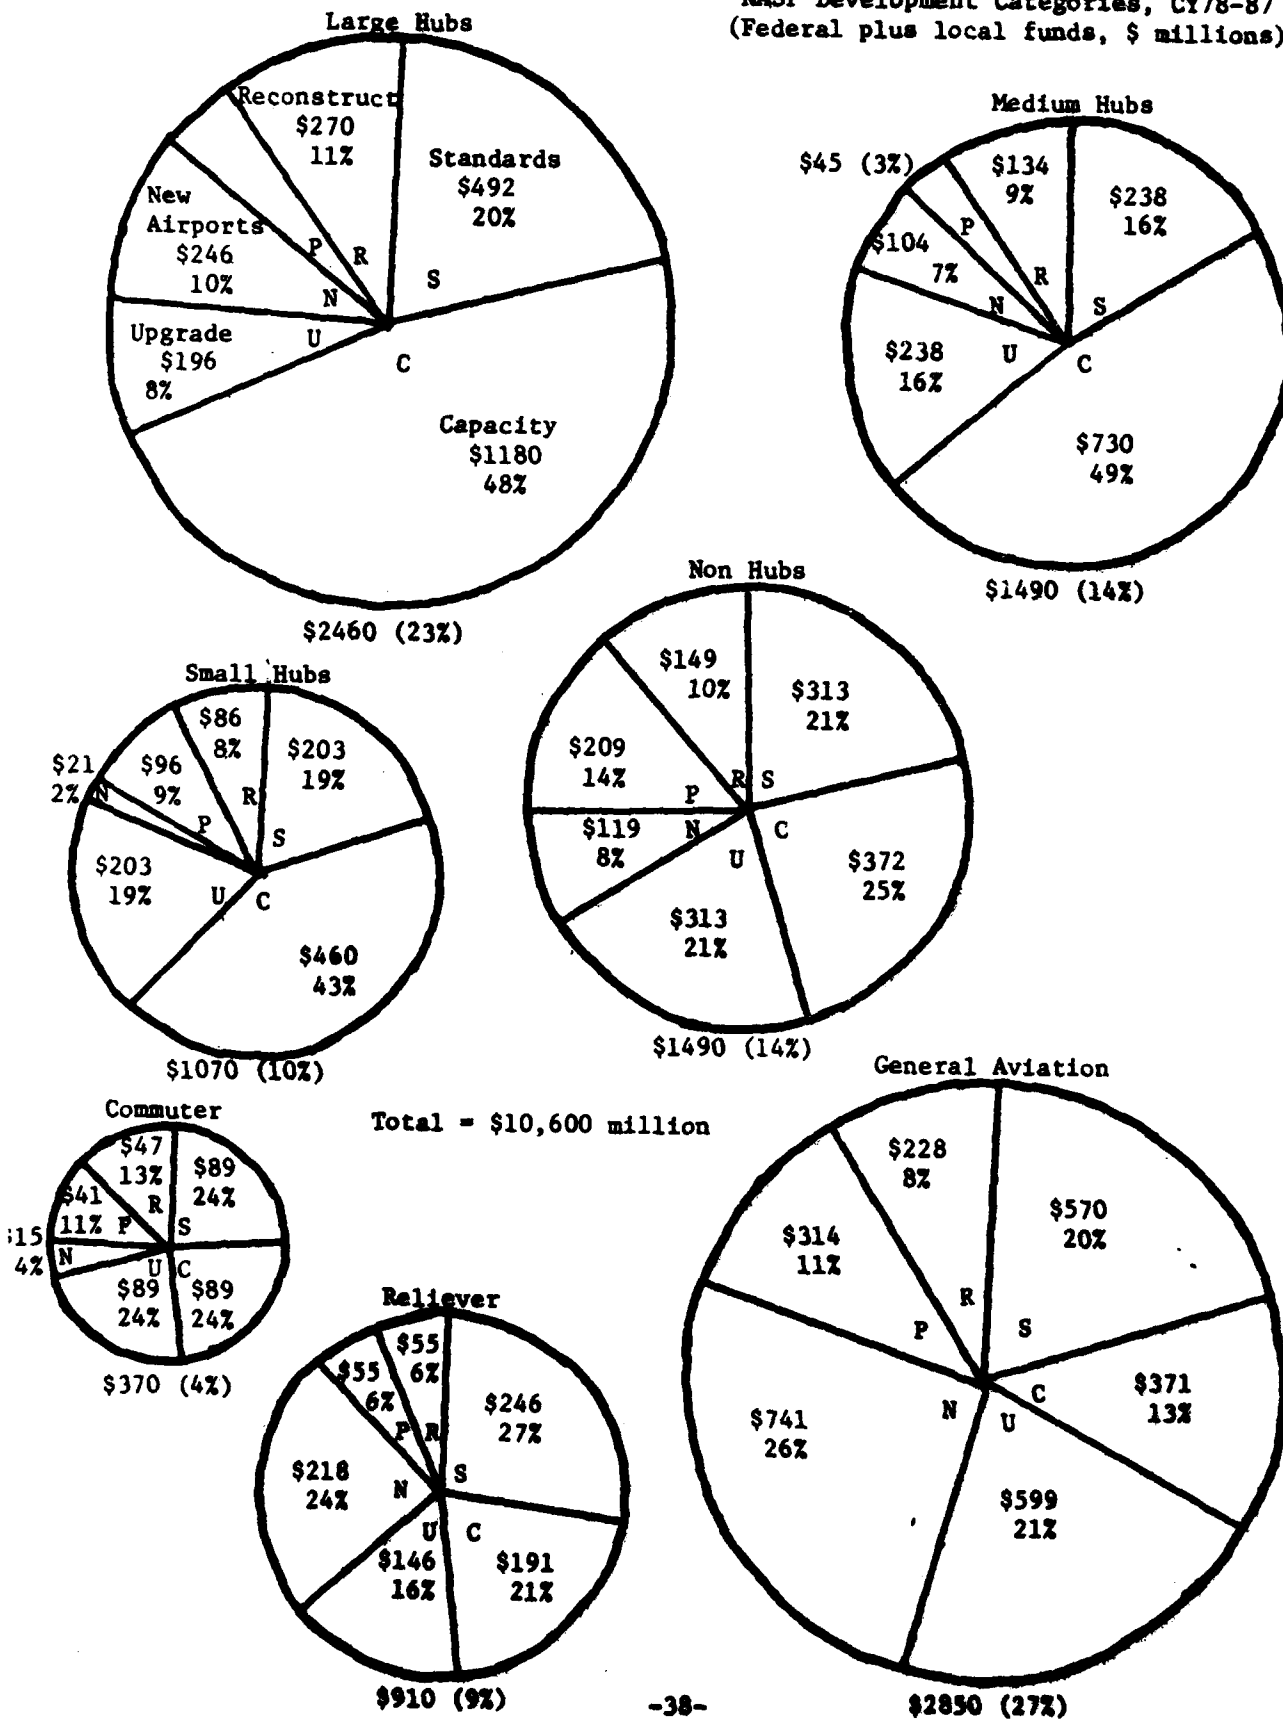 Development Categories, CY78-87
(Federal plus local funds, $ millions)
Large Hubs
Reconstruct
$270
11%
Standards
$492
20%
New
Airports
$246
10%
P
R
S
N
Upgrade
$196
8%
U
C
Capacity
$1180
48%
$2460 (23%)
Medium Hubs
$45 (3%)
$134
9%
$238
16%
P
$104
7%
R
N
S
$238
16%
U
C
$730
49%
$1490 (14%)
Small Hubs
$86
8%
$203
19%
$21
2%
N
$96
9%
R
P
S
$203
19%
U
C
$460
43%
$1070 (10%)
Non Hubs
$149
10%
$313
21%
$209
14%
P
R
S
$119
8%
N
C
U
$372
25%
$313
21%
$1490 (14%)
Total = $10,600 million
Commuter
$47
13%
$89
24%
R
$41
11%
P
S
$15
4%
N
U
C
$89
24%
$89
24%
$370 (4%)
Reliever
$55
6%
$55
6%
$246
27%
P
R
S
$218
24%
N
U
C
$146
16%
$191
21%
$910 (9%)
General Aviation
$228
8%
$570
20%
$314
11%
R
P
S
C
$371
13%
$741
26%
N
U
$599
21%
$2850 (27%)
-38-